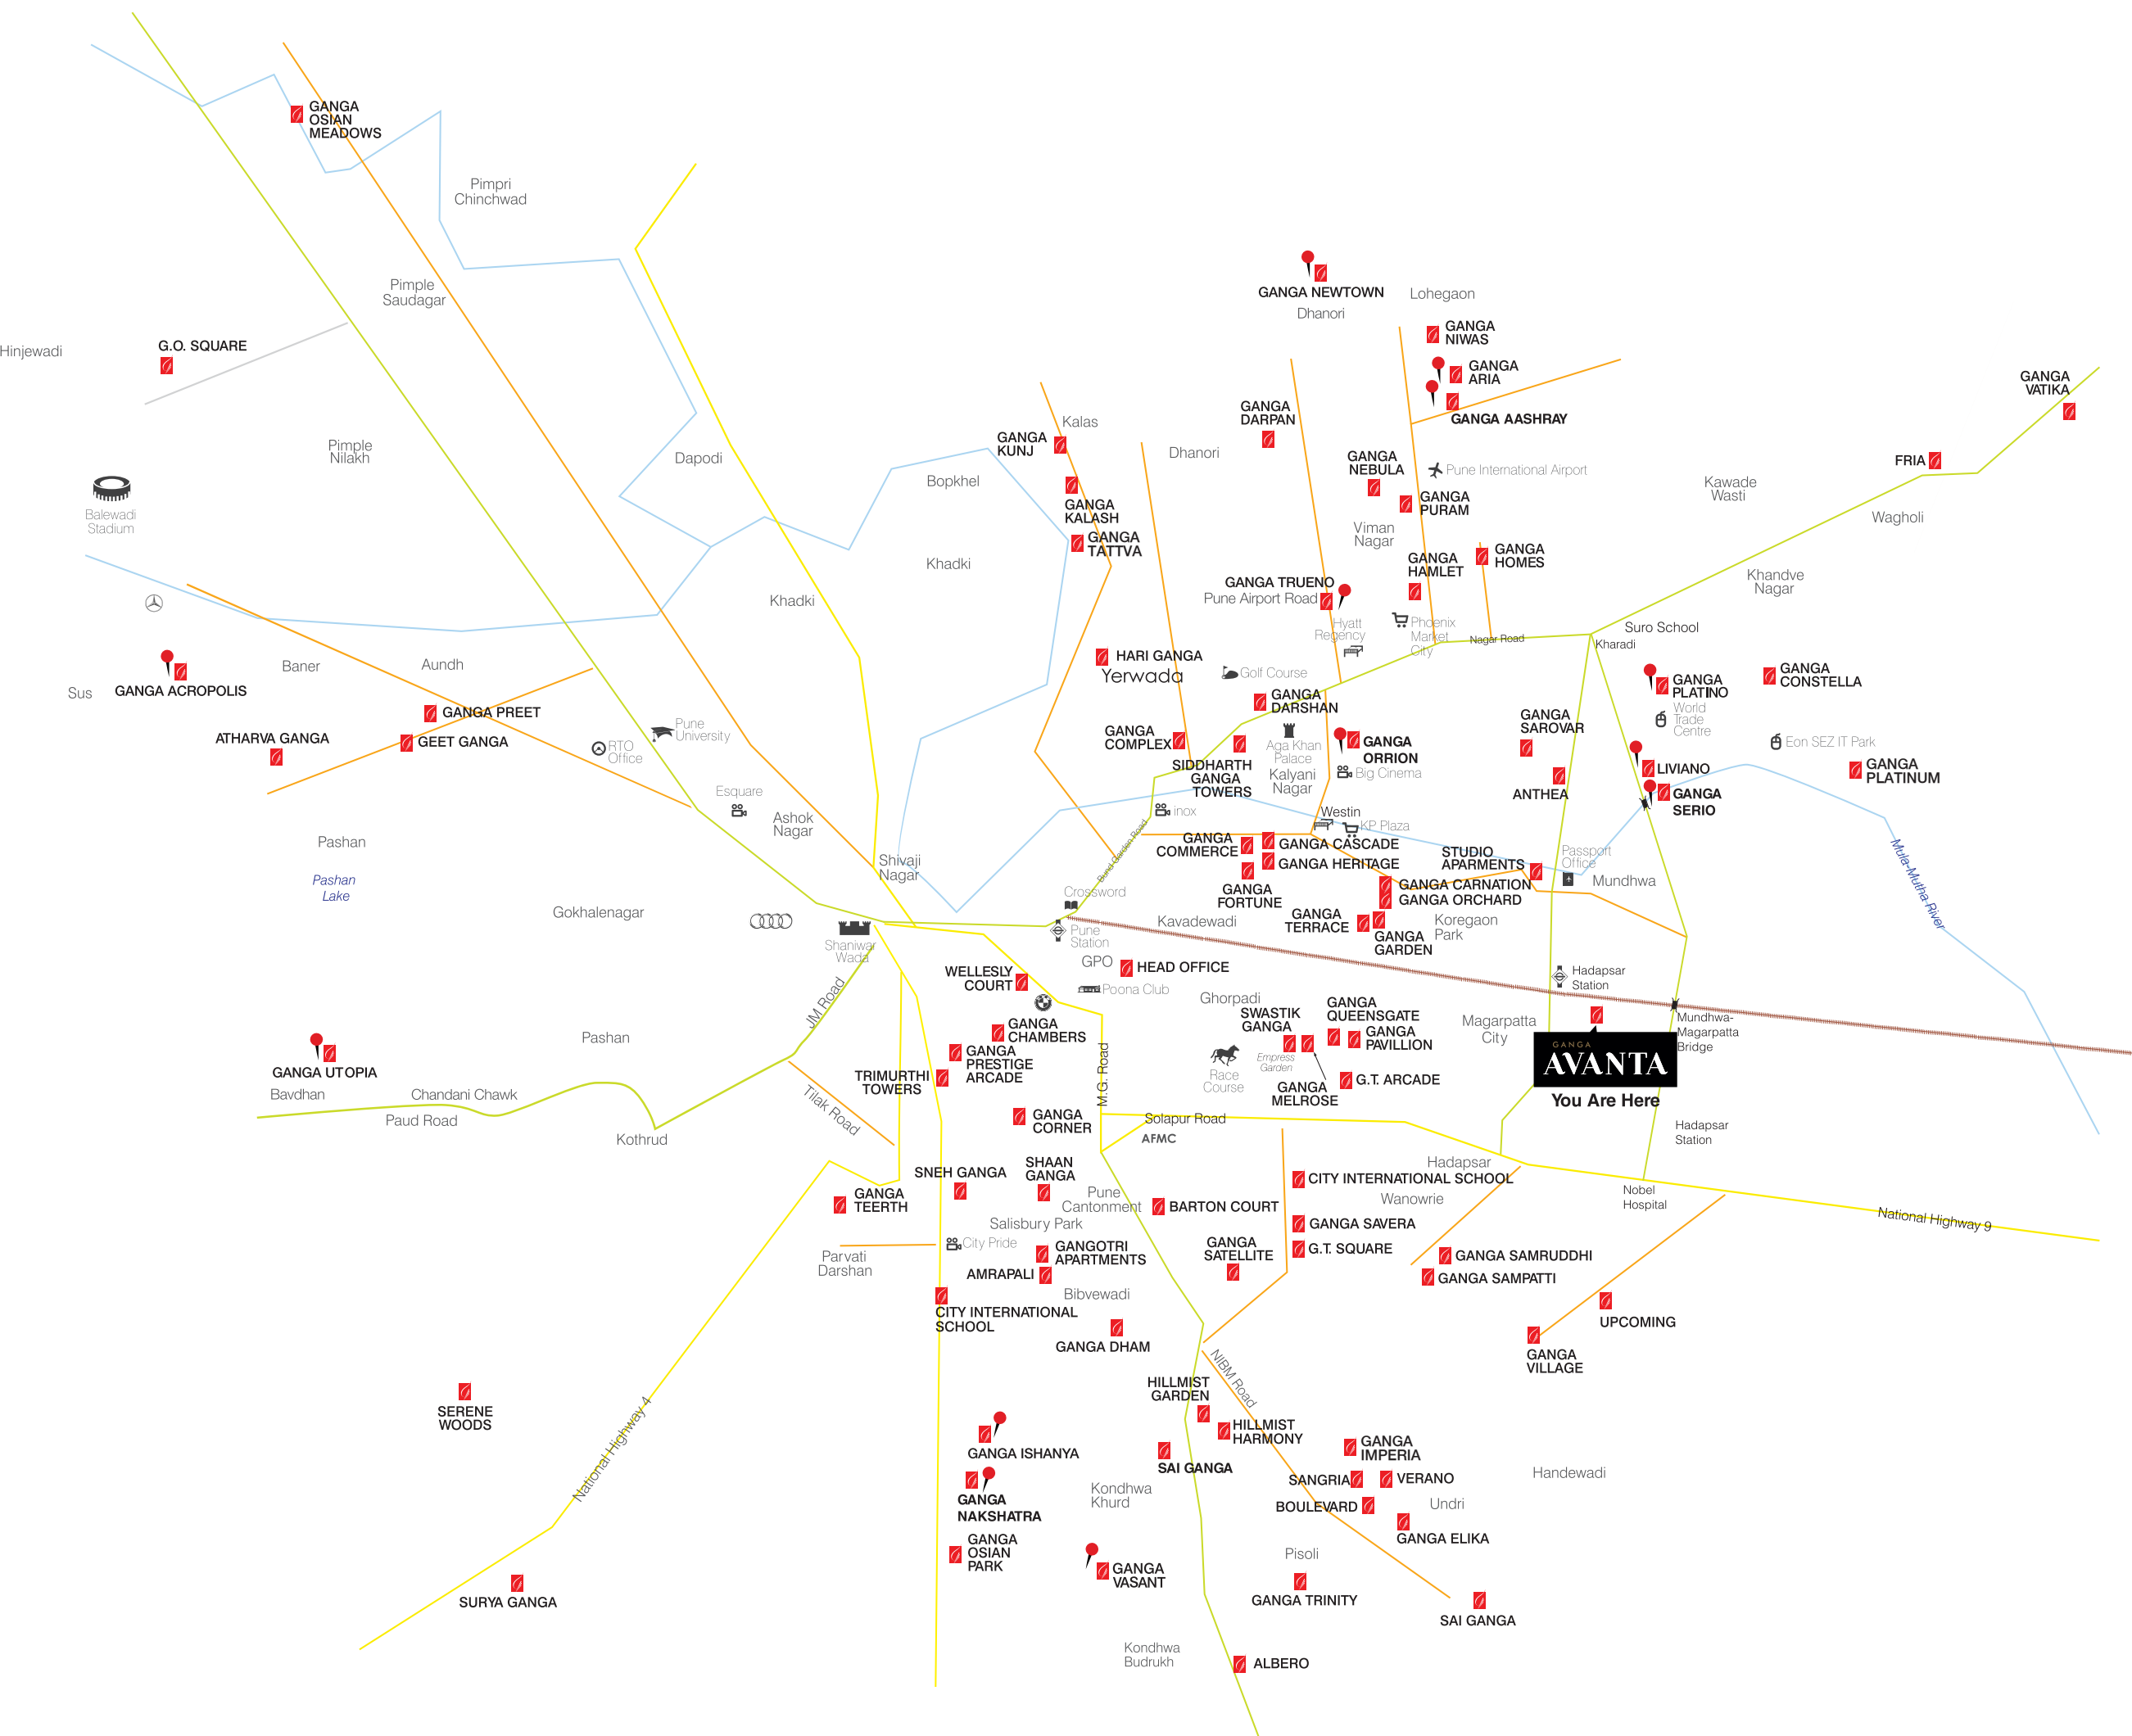 GANGA
OSIAN
MEADOWS
Pimpri
Chinchwad
Pimple
Saudagar
GANGA NEWTOWN
Dhanori
Lohegaon
GANGA
NIWAS
Hinjewadi
G.O. SQUARE
GANGA
ARIA
GANGA AASHRAY
GANGA
VATIKA
GANGA
DARPAN
Kalas
GANGA
KUNJ
Pimple
Nilakh
Dapodi
Dhanori
GANGA
NEBULA
Pune International Airport
FRIA
Bopkhel
Kawade
Wasti
Balewadi
Stadium
GANGA
KALASH
GANGA
PURAM
Wagholi
Viman
Nagar
GANGA
TATTVA
GANGA
HAMLET
GANGA
HOMES
Khadki
Khandve
Nagar
GANGA TRUENO
Pune Airport Road
Khadki
Hyatt
Regency
Phoenix
Market
City
Nagar Road
Suro School
Kharadi
Baner
Aundh
HARI GANGA
Yerwada
Golf Course
GANGA
PLATINO
GANGA
CONSTELLA
Sus
GANGA ACROPOLIS
GANGA
DARSHAN
World
Trade
Centre
GANGA PREET
ATHARVA GANGA
GEET GANGA
RTO
Office
Pune
University
GANGA
COMPLEX
SIDDHARTH
GANGA
TOWERS
Aga Khan
Palace
Kalyani
Nagar
GANGA
ORRION
Big Cinema
GANGA
SAROVAR
Eon SEZ IT Park
LIVIANO
GANGA
PLATINUM
ANTHEA
GANGA
SERIO
Esquare
Ashok
Nagar
inox
Westin
KP Plaza
Pashan
Bund Garden Road
GANGA
COMMERCE
GANGA CASCADE
GANGA HERITAGE
STUDIO
APARMENTS
Passport
Office
Mundhwa
Mula-Mutha River
Shivaji
Nagar
Pashan
Lake
Crossword
GANGA
FORTUNE
GANGA CARNATION
GANGA ORCHARD
Gokhalenagar
Kavadewadi
GANGA
TERRACE
Koregaon
Park
GANGA
GARDEN
Shaniwar
Wada
Pune
Station
GPO
HEAD OFFICE
WELLESLY
COURT
Poona Club
Hadapsar
Station
Ghorpadi
JM Road
GANGA
CHAMBERS
SWASTIK
GANGA
GANGA
QUEENSGATE
GANGA
PAVILLION
Magarpatta
City
Mundhwa-
Magarpatta
Bridge
Pashan
GANGA
PRESTIGE
ARCADE
M.G. Road
Empress
Garden
Race
Course
GANGA
AVANTA
You Are Here
GANGA UTOPIA
Bavdhan
TRIMURTHI
TOWERS
GANGA
MELROSE
G.T. ARCADE
Chandani Chawk
Paud Road
Tilak Road
GANGA
CORNER
Solapur Road
AFMC
Hadapsar
Station
Kothrud
SNEH GANGA
SHAAN
GANGA
Hadapsar
CITY INTERNATIONAL SCHOOL
Wanowrie
GANGA
TEERTH
Pune
Cantonment
BARTON COURT
Nobel
Hospital
National Highway 9
Salisbury Park
GANGA SAVERA
City Pride
GANGOTRI
APARTMENTS
GANGA
SATELLITE
G.T. SQUARE
GANGA SAMRUDDHI
Parvati
Darshan
AMRAPALI
GANGA SAMPATTI
Bibvewadi
CITY INTERNATIONAL
SCHOOL
UPCOMING
GANGA DHAM
GANGA
VILLAGE
NIBM Road
HILLMIST
GARDEN
SERENE
WOODS
National Highway 4
HILLMIST
HARMONY
GANGA ISHANYA
SAI GANGA
GANGA
IMPERIA
SANGRIA
VERANO
Handewadi
GANGA
NAKSHATRA
Kondhwa
Khurd
BOULEVARD
Undri
GANGA ELIKA
GANGA
OSIAN
PARK
Pisoli
GANGA
VASANT
SURYA GANGA
GANGA TRINITY
SAI GANGA
Kondhwa
Budrukh
ALBERO